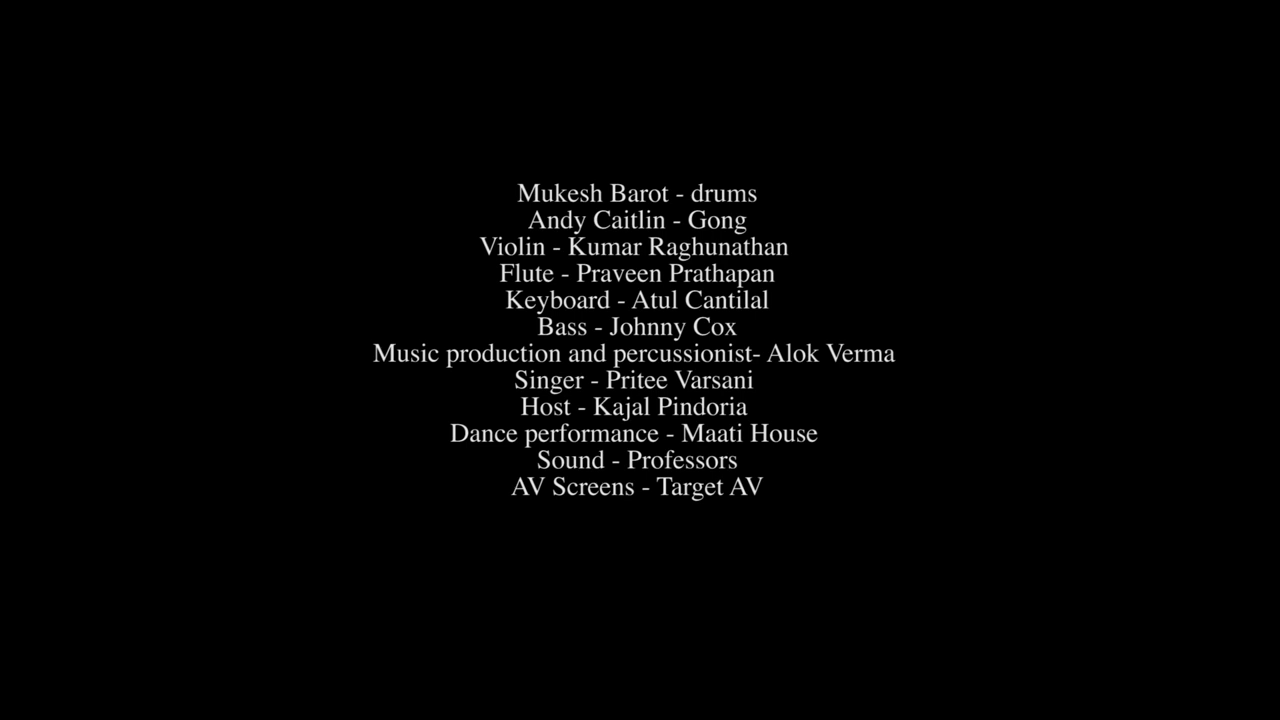 Mukesh Barot - drums
Andy Caitlin - Gong
Violin - Kumar Raghunathan
Flute - Praveen Prathapan
Keyboard - Atul Cantilal
Bass - Johnny Cox
Music production and percussionist- Alok Verma
Singer - Pritee Varsani
Host - Kajal Pindoria
Dance performance - Maati House
Sound - Professors
AV Screens - Target AV